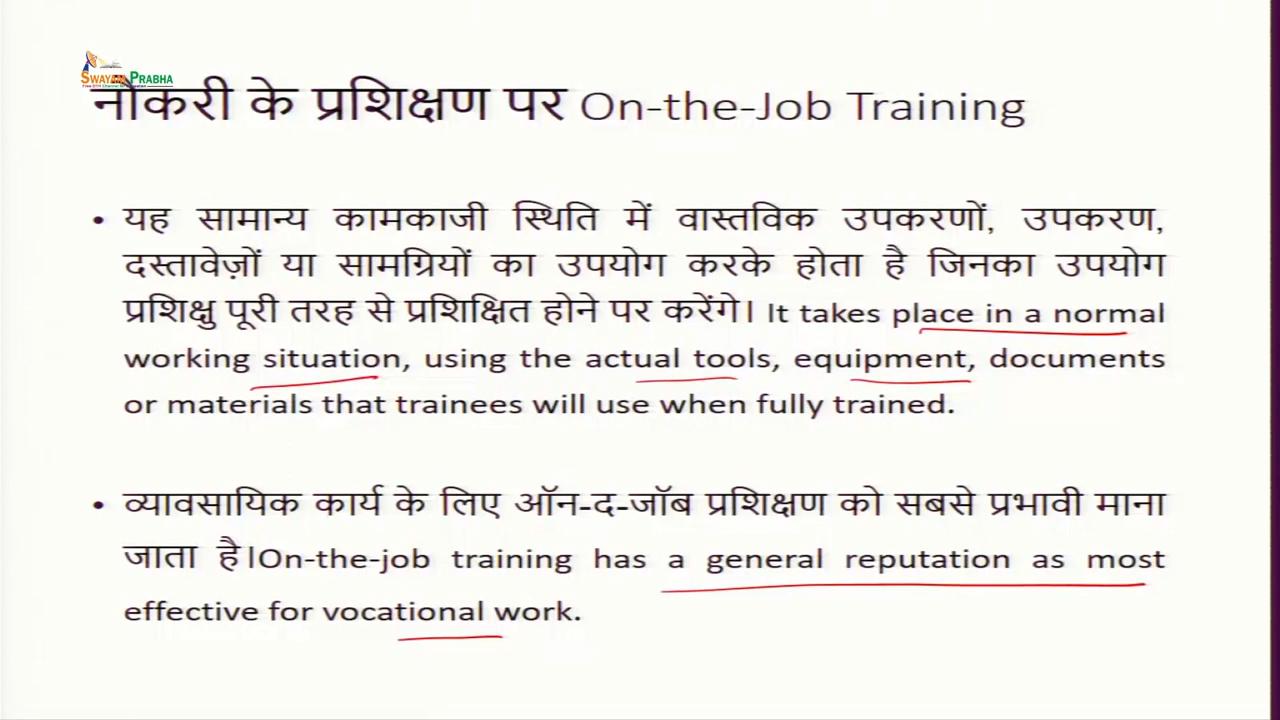 SWAYAM PRABHA
नौकरी के प्रशिक्षण पर On-the-Job Training
• यह सामान्य कामकाजी स्थिति में वास्तविक उपकरणों, उपकरण,
दस्तावेज़ों या सामग्रियों का उपयोग करके होता है जिनका उपयोग
प्रशिक्षु पूरी तरह से प्रशिक्षित होने पर करेंगे। It takes place in a normal
working situation, using the actual tools, equipment, documents
or materials that trainees will use when fully trained.
• व्यावसायिक कार्य के लिए ऑन-द-जॉब प्रशिक्षण को सबसे प्रभावी माना
जाता है।On-the-job training has a general reputation as most
effective for vocational work.